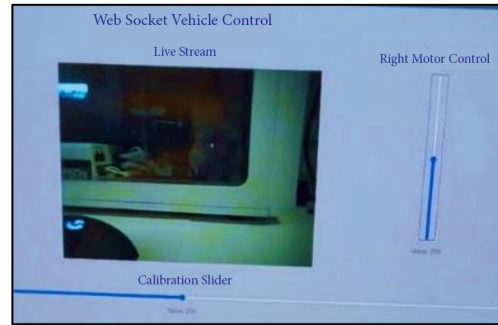 Web Socket Vehicle Control
Live Stream
Right Motor Control
Calibration Slider